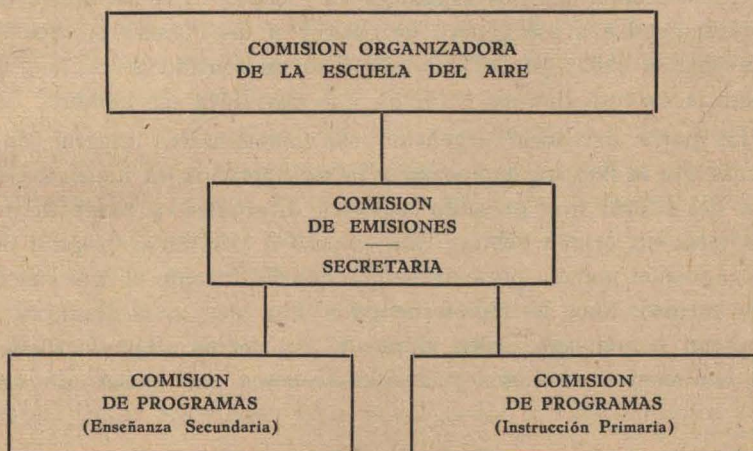 COMISION ORGANIZADORA
DE LA ESCUELA DEL AIRE
COMISION
DE EMISIONES
SECRETARIA
COMISION
DE PROGRAMAS
(Enseñanza Secundaria)
COMISION
DE PROGRAMAS
(Instrucción Primaria)